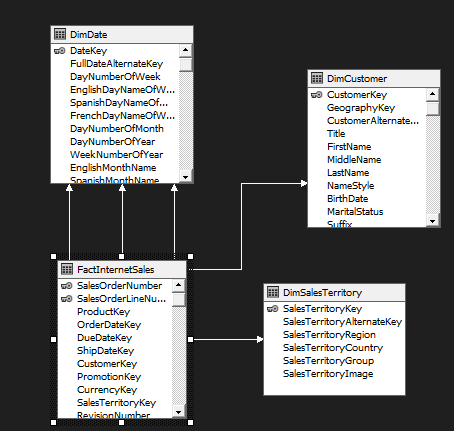 DimDate
DateKey
FullDateAlternateKey
DayNumberOfWeek
EnglishDayNameOfW...
SpanishDayNameOf...
FrenchDayNameOfW...
DayNumberOfMonth
DayNumberOfYear
WeekNumberOfYear
EnglishMonthName
SpanishMonthName
DimCustomer
CustomerKey
GeographyKey
CustomerAlternate...
Title
FirstName
MiddleName
LastName
NameStyle
BirthDate
MaritalStatus
Suffix
FactInternetSales
SalesOrderNumber
SalesOrderLineNu...
ProductKey
OrderDateKey
DueDateKey
ShipDateKey
CustomerKey
PromotionKey
CurrencyKey
SalesTerritoryKey
RevisionNumber
DimSalesTerritory
SalesTerritoryKey
SalesTerritoryAlternateKey
SalesTerritoryRegion
SalesTerritoryCountry
SalesTerritoryGroup
SalesTerritoryImage